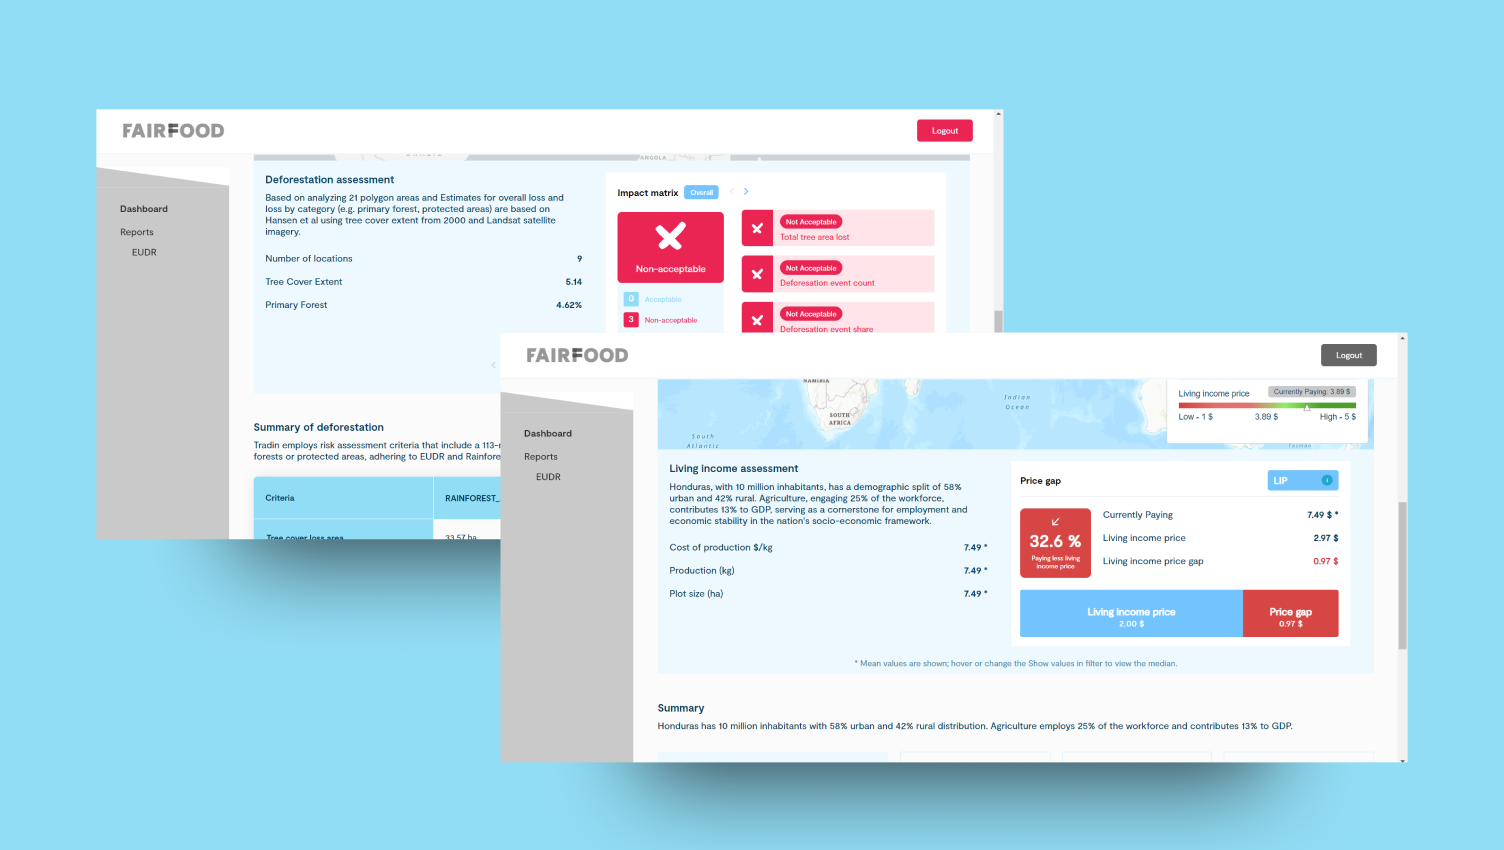 FAIRFOOD
Logout
Dashboard
Reports
EUDR
ANGOLA
Deforestation assessment
Based on analyzing 21 polygon areas and Estimates for overall loss and
loss by category (e.g. primary forest, protected areas) are based on
Hansen et al using tree cover extent from 2000 and Landsat satellite
imagery.
Number of locations 9
Tree Cover Extent 5.14
Primary Forest 4.62%
Impact matrix Overall
Non-acceptable
0 Acceptable
3 Non-acceptable
Not Acceptable
Total tree area lost
Not Acceptable
Deforesation event count
Not Acceptable
Deforesation event share
Summary of deforestation
Tradin employs risk assessment criteria that include a 113-
forests or protected areas, adhering to EUDR and Rainfore
Criteria RAINFOREST_
Tree cover loss area 33.57 ha
FAIRFOOD
Logout
Dashboard
Reports
EUDR
NAMIBIA
SOUTH
AFRICA
South
Atlantic
Indian
Ocean
Tasman
Living income price Currently Paying: 3.89 $
Low - 1 $ 3.89 $ High - 5 $
Living income assessment
Honduras, with 10 million inhabitants, has a demographic split of 58%
urban and 42% rural. Agriculture, engaging 25% of the workforce,
contributes 13% to GDP, serving as a cornerstone for employment and
economic stability in the nation's socio-economic framework.
Cost of production $/kg 7.49 *
Production (kg) 7.49 *
Plot size (ha) 7.49 *
Price gap LIP
32.6 %
Paying less living
income price
Currently Paying 7.49 $ *
Living income price 2.97 $
Living income price gap 0.97 $
Living income price
2.00 $
Price gap
0.97 $
* Mean values are shown; hover or change the Show values in filter to view the median.
Summary
Honduras has 10 million inhabitants with 58% urban and 42% rural distribution. Agriculture employs 25% of the workforce and contributes 13% to GDP.